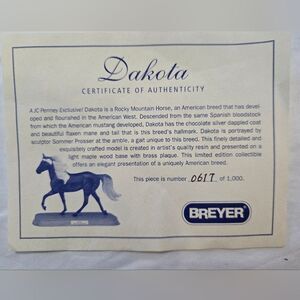 Dakota
CERTIFICATE OF AUTHENTICITY
A JC Penney Exclusive! Dakota is a Rocky Mountain Horse, an American breed that has devel
oped and flourished in the American West. Descended from the same Spanish bloodstock
from which the American mustang developed, Dakota has the chocolate silver dappled coat
and beautiful flaxen mane and tail that is this breed's hallmark. Dakota is portrayed by
sculptor Sommer Prosser at the amble, a gait unique to this breed. This finely detailed and
exquisitely crafted model is created in artist's quality resin and presented on a
light maple wood base with brass plaque. This limited edition collectible
offers an elegant presentation of a uniquely American breed.
This piece is number 0617 of 1,000.
BREYER